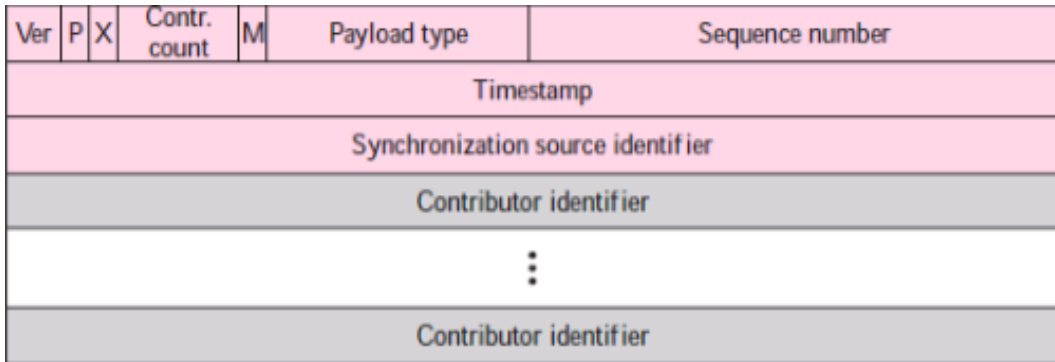 Ver P X Contr. count M Payload type Sequence number
Timestamp
Synchronization source identifier
Contributor identifier
Contributor identifier